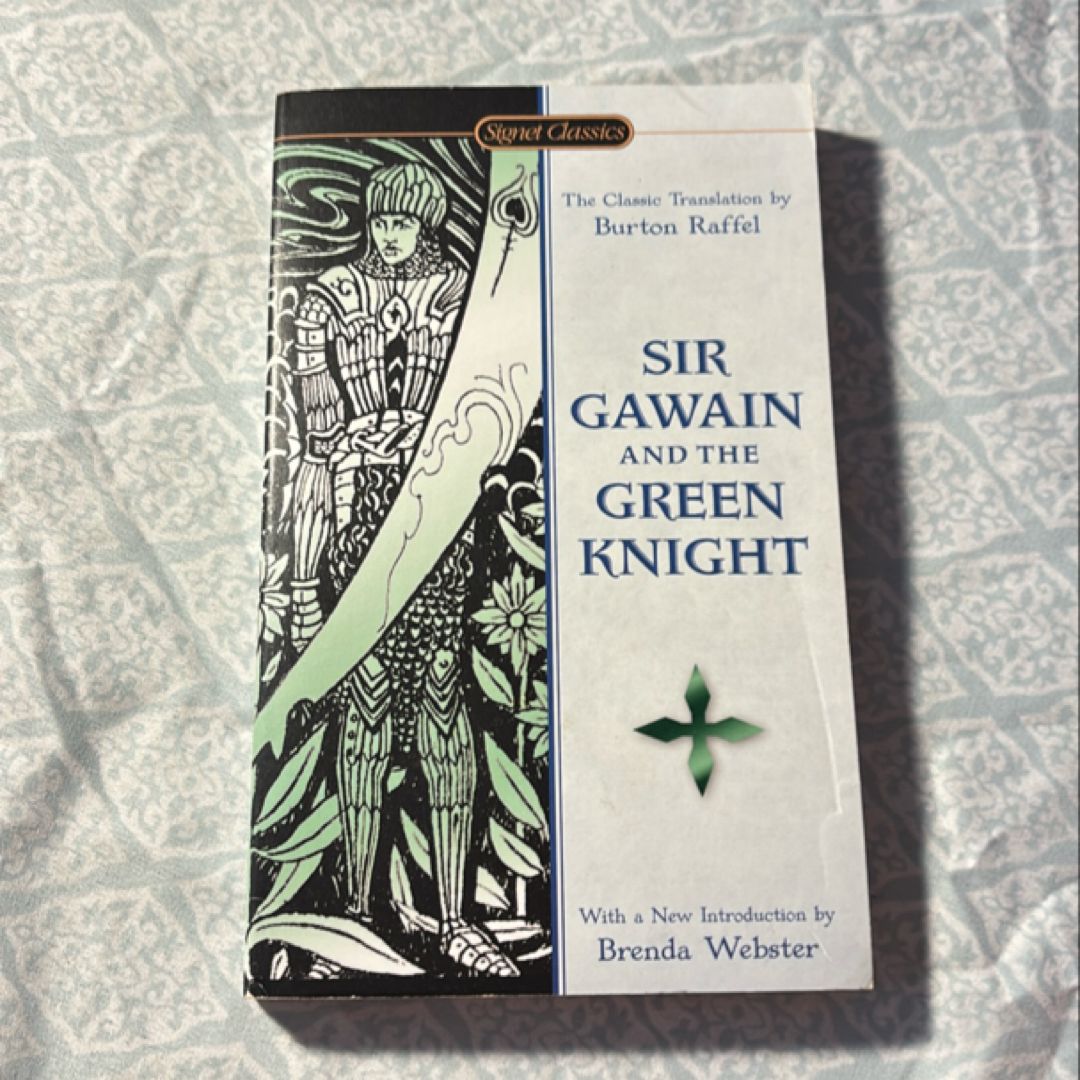 Signet Classics
The Classic Translation by
Burton Raffel
SIR
GAWAIN
AND THE
GREEN
KNIGHT
With a New Introduction by
Brenda Webster